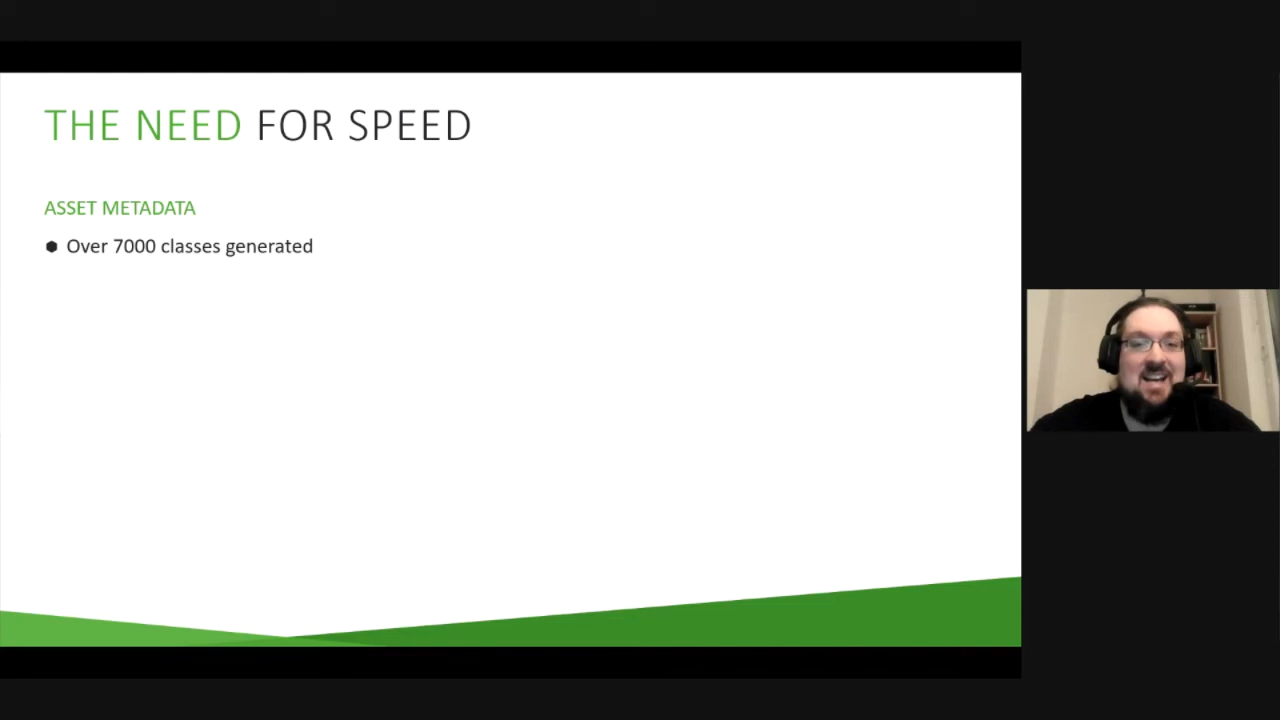 THE NEED FOR SPEED
ASSET METADATA
Over 7000 classes generated